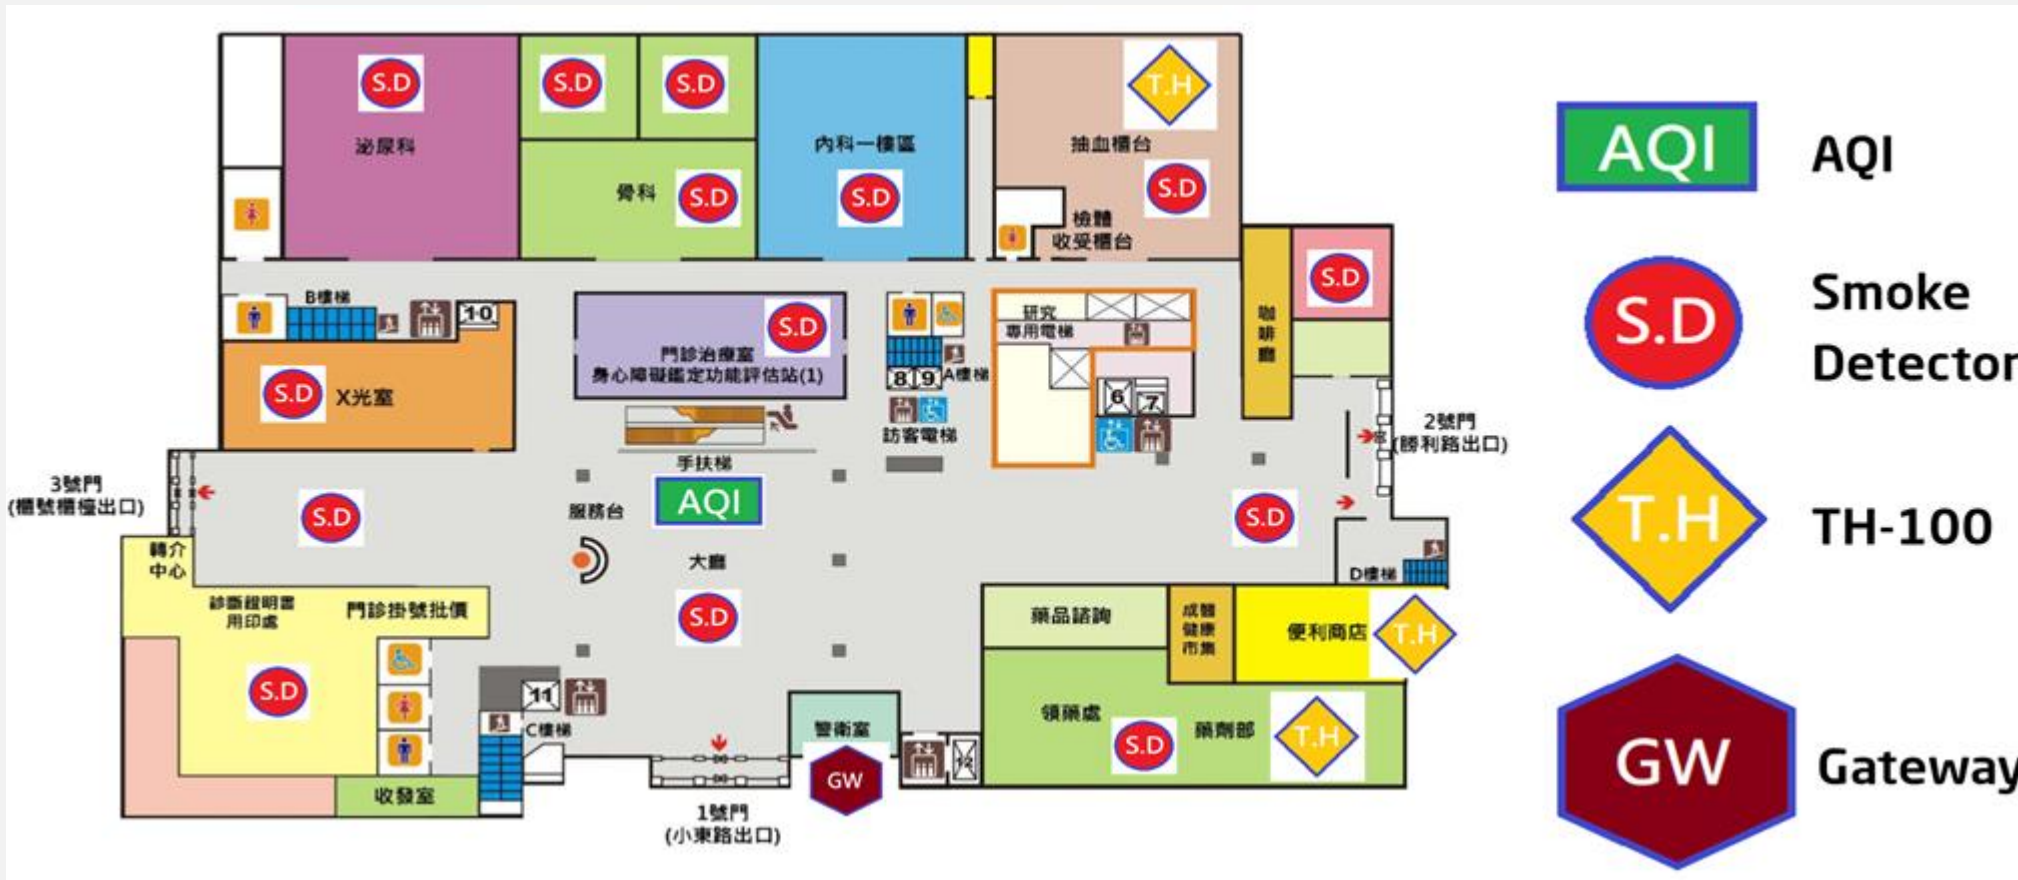 S.D
S.D
S.D
T.H
AQI
AQI
泌尿科
內科一樓區
抽血櫃台
骨科
S.D
S.D
S.D
檢體
收受櫃台
B樓梯
10
S.D
門診治療室
身心障礙鑑定功能評估站(1)
8
9
A樓梯
訪客電梯
研究
專用電梯
6
7
咖啡廳
S.D
S.D
Smoke
Detector
S.D
X光室
手扶梯
2號門
(勝利路出口)
3號門
(櫃號櫃檯出口)
S.D
服務台
AQI
大廳
S.D
S.D
T.H
TH-100
轉介
中心
診斷證明書
用印處
門診掛號批價
D樓梯
藥品諮詢
成醫
健康
市集
便利商店
T.H
S.D
11
C樓梯
警衛室
GW
12
領藥處
S.D
藥劑部
T.H
GW
Gateway
收發室
1號門
(小東路出口)